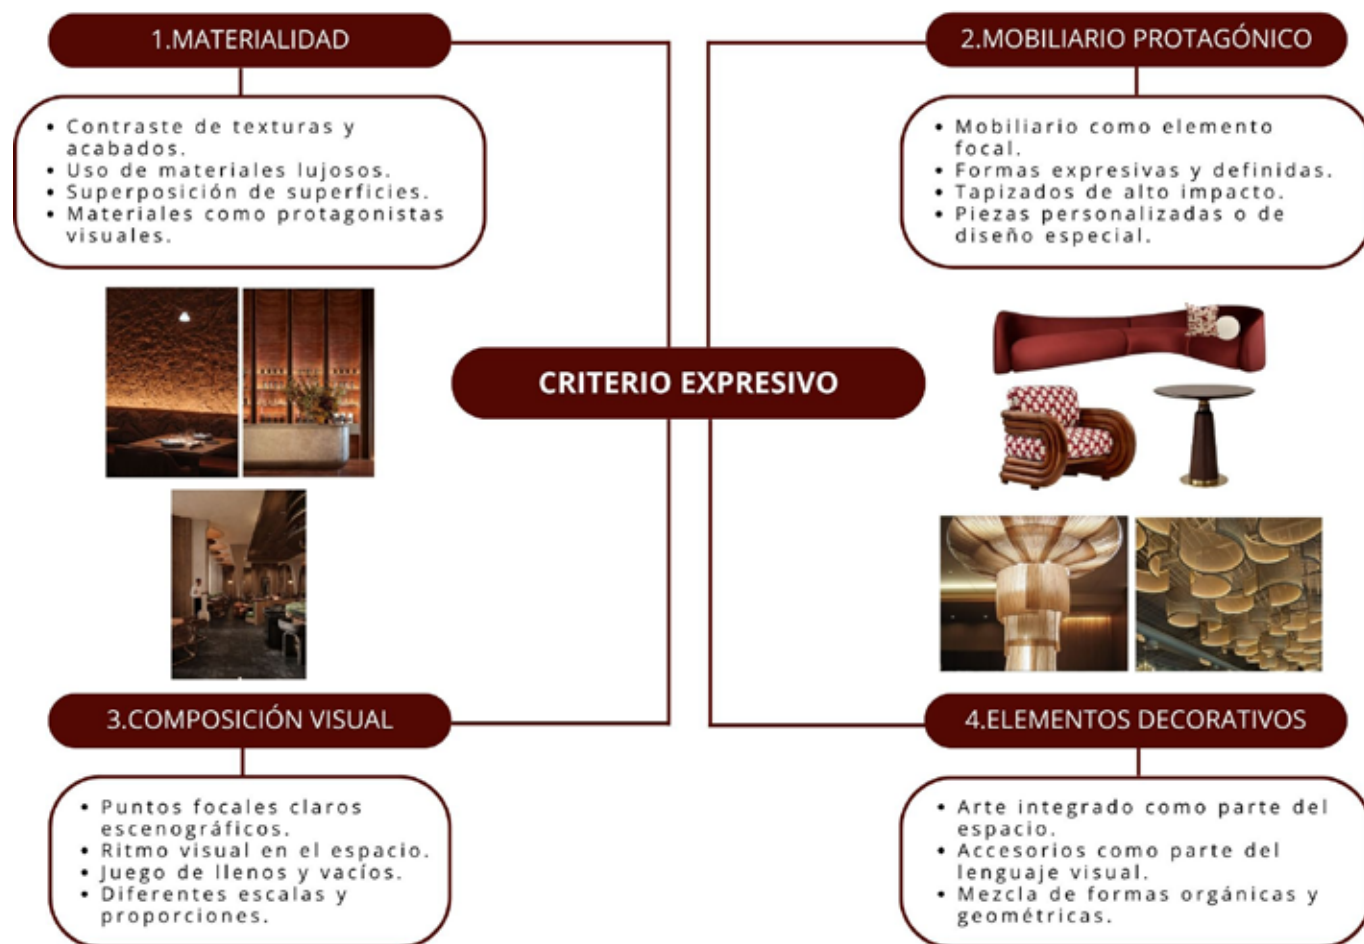 1.MATERIALIDAD
• Contraste de texturas y
acabados.
• Uso de materiales lujosos.
• Superposición de superficies.
• Materiales como protagonistas
visuales.
2.MOBILIARIO PROTAGÓNICO
• Mobiliario como elemento
focal.
• Formas expresivas y definidas.
• Tapizados de alto impacto.
• Piezas personalizadas o de
diseño especial.
CRITERIO EXPRESIVO
3.COMPOSICIÓN VISUAL
• Puntos focales claros
escenográficos.
• Ritmo visual en el espacio.
• Juego de llenos y vacíos.
• Diferentes escalas y
proporciones.
4.ELEMENTOS DECORATIVOS
• Arte integrado como parte del
espacio.
• Accesorios como parte del
lenguaje visual.
• Mezcla de formas orgánicas y
geométricas.